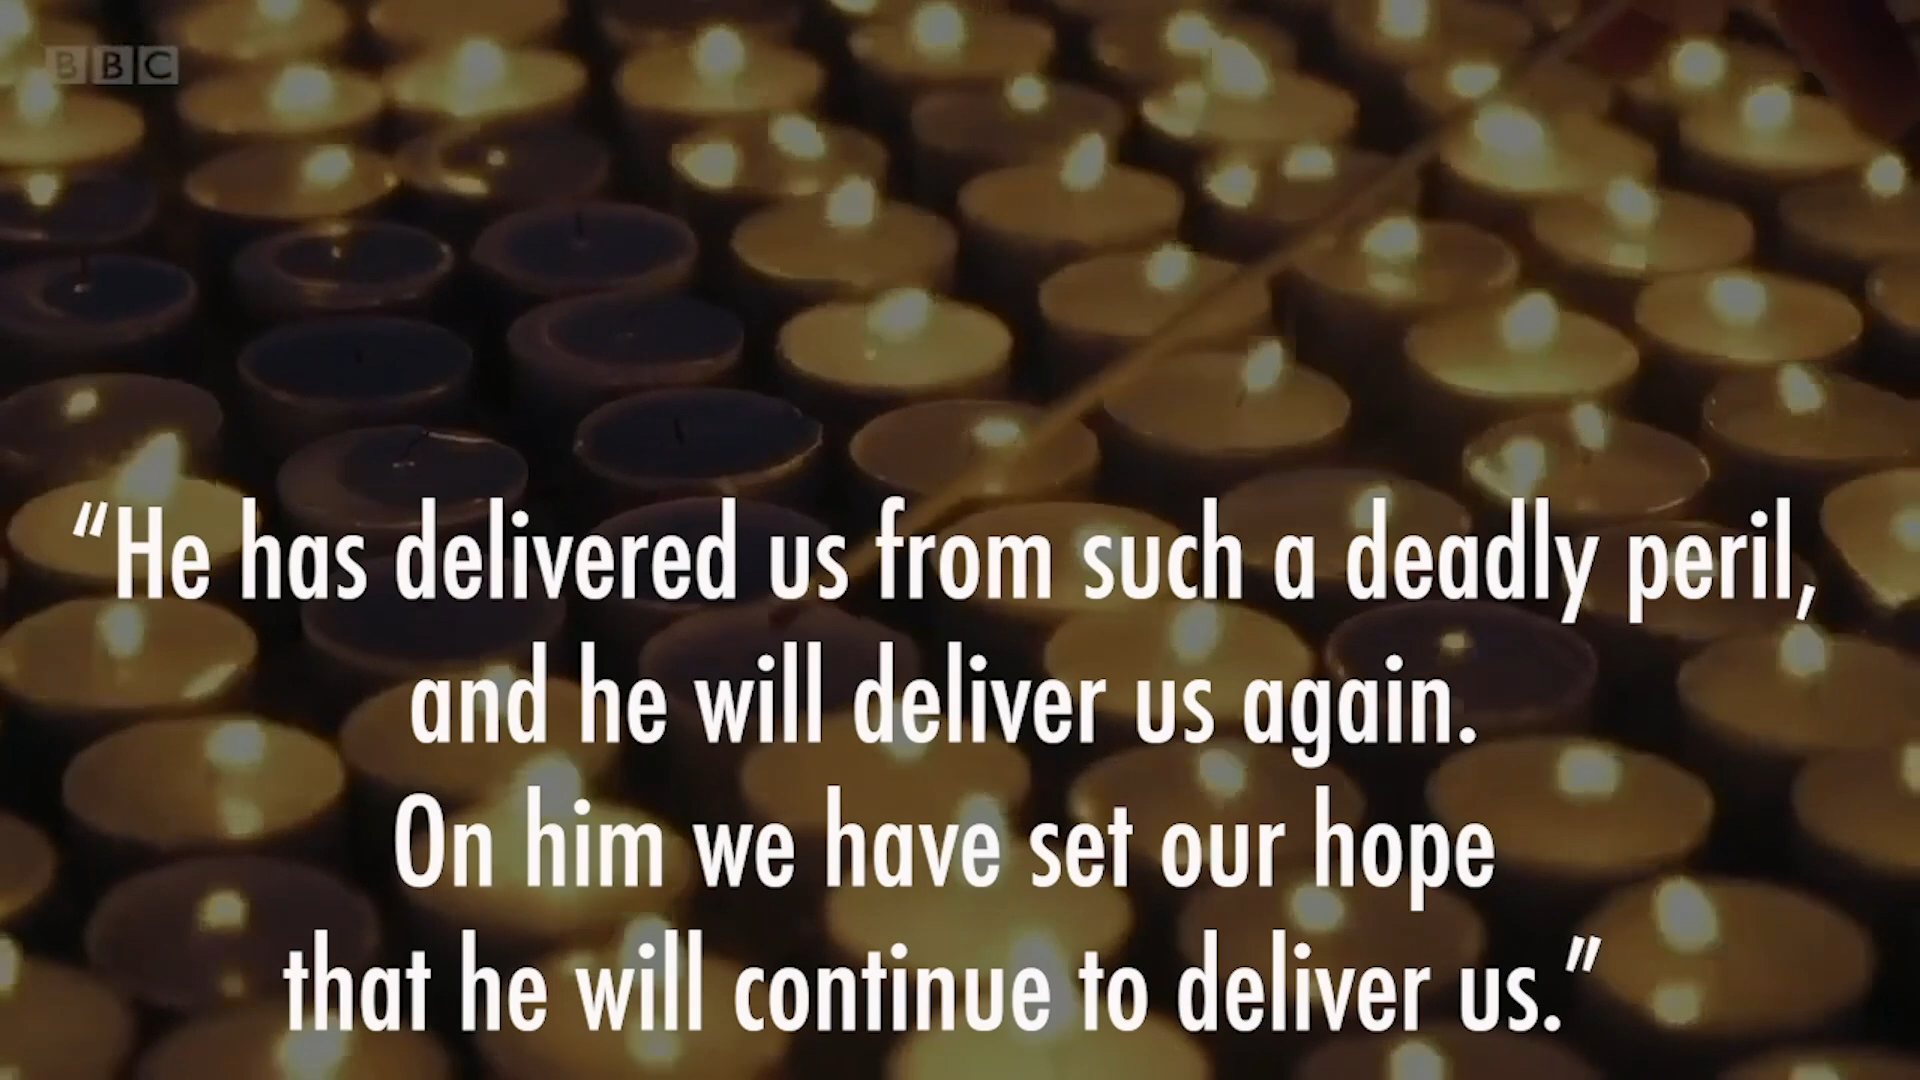 BBC
“He has delivered us from such a deadly peril,
and he will deliver us again.
On him we have set our hope
that he will continue to deliver us.”